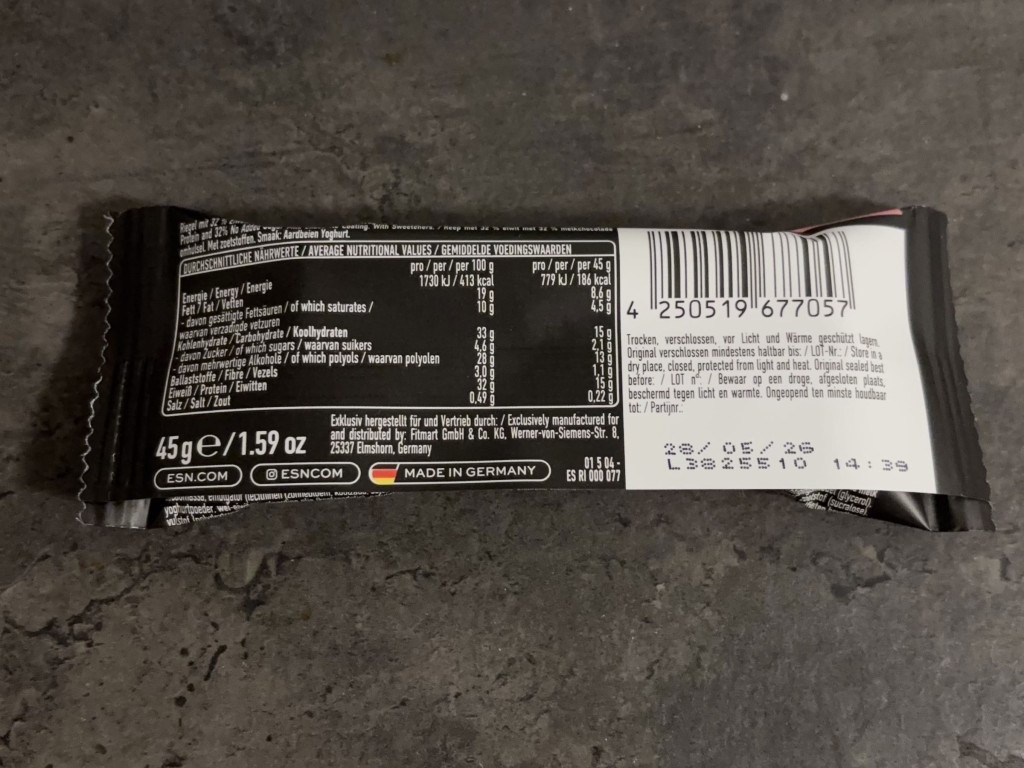 Riegel mit 32 %
Protein and 32% No Added coating. With Sweeteners. / Reep met 32 % eiwit met 32 %
Met zoetstoffen. Smaak: Aardbeien Yoghurt.
DURCHSCHNITTLICHE NÄHRWERTE / AVERAGE NUTRITIONAL VALUES / GEMIDDELDE VOEDINGSWAARDEN
pro / per / per 100 g pro / per / per 45 g
Energie / Energy / Energie 1730 kJ / 413 kcal 779 kJ / 186 kcal
Fett / Fat / Vetten 19 g 8,6 g
- davon gesättigte Fettsäuren / of which saturates / 10 g 4,5 g
waarvan verzadigde vetzuren
Kohlenhydrate / Carbohydrate / Koolhydraten 33 g 15 g
- davon Zucker / of which sugars / waarvan suikers 4,6 g 2,1 g
- davon mehrwertige Alkohole / of which polyols / waarvan polyolen 28 g 13 g
Ballaststoffe / Fibre / Vezels 3,0 g 1,1 g
Eiweiß / Protein / Eiwitten 32 g 15 g
Salz / Salt / Zout 0,49 g 0,22 g
45 g e / 1.59 oz
Exklusiv hergestellt für und Vertrieb durch: / Exclusively manufactured for
and distributed by: Fitmart GmbH & Co. KG, Werner-von-Siemens-Str. 8,
25337 Elmshorn, Germany
ESN.COM ESNCOM MADE IN GERMANY
01 5 04 -
ES RI 000 077
4 250519 677057
Trocken, verschlossen, vor Licht und Wärme geschützt lagern.
Original verschlossen mindestens haltbar bis: / LOT-Nr.: / Store in a
dry place, closed, protected from light and heat. Original sealed best
before: / LOT n°: / Bewaar op een droge, afgesloten plaats,
beschermd tegen licht en warmte. Ongeopend ten minste houdbaar
tot: / Partijnr.:
28/05/26
L3825510 14:39
emulgator
yoghurtpoeder,
(glycerol),
(sucralose)